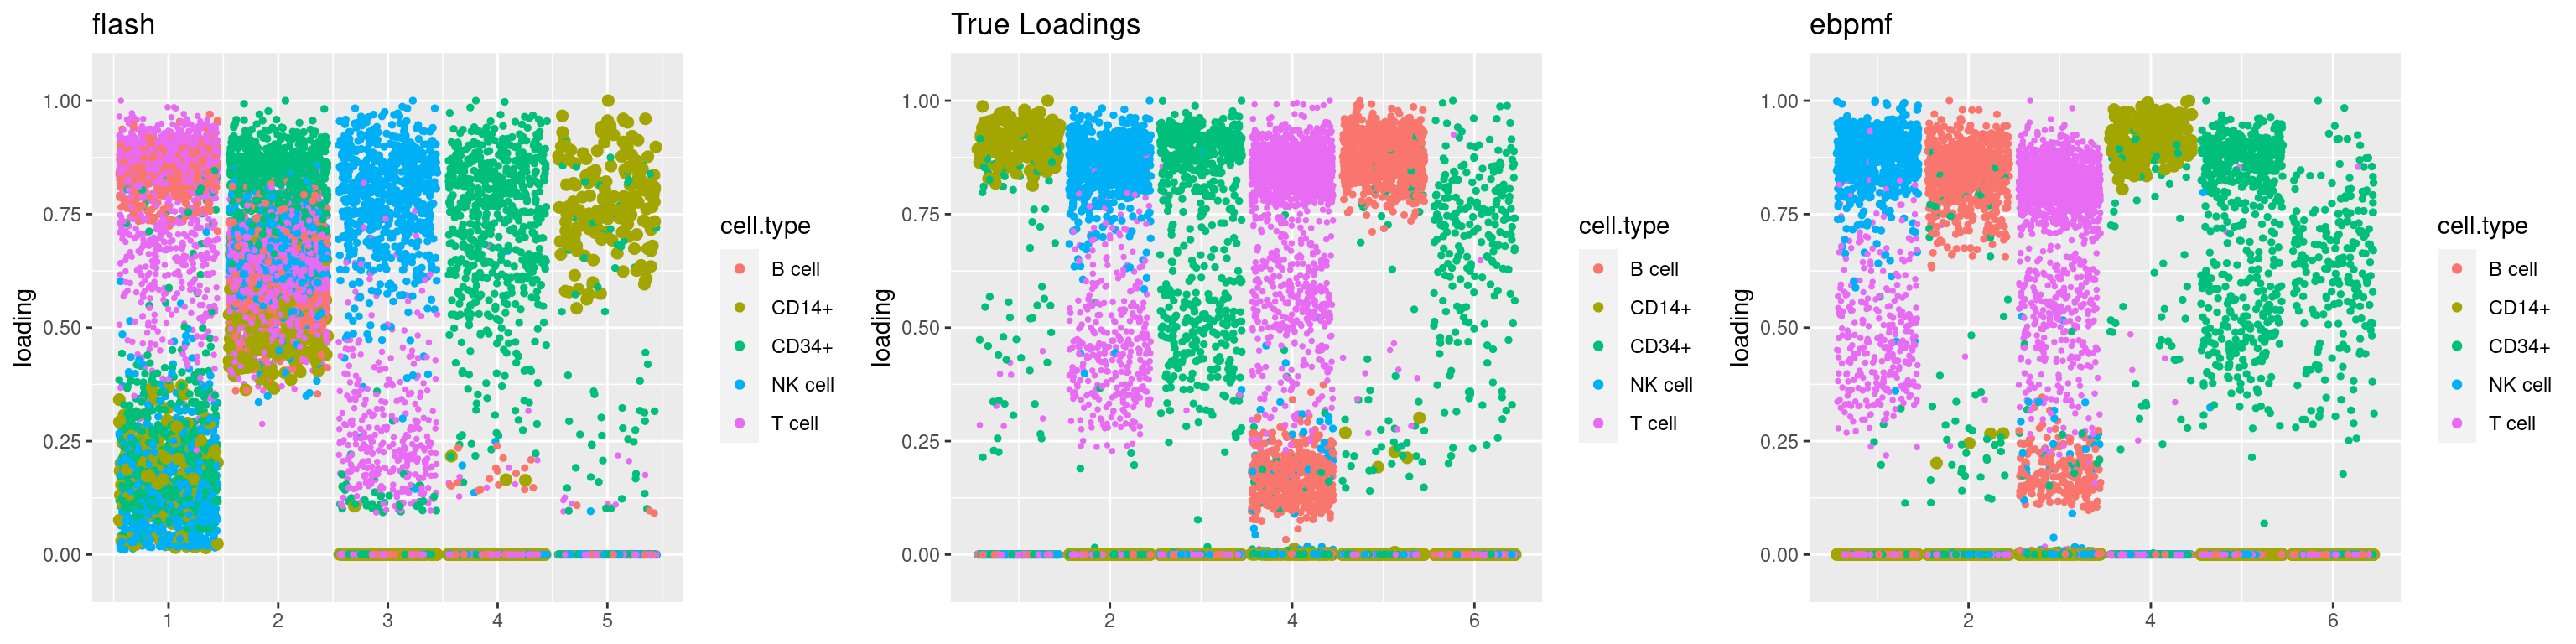 flash
1.00
0.75
0.50
0.25
0.00
loading
1 2 3 4 5
cell.type
B cell
CD14+
CD34+
NK cell
T cell
True Loadings
1.00
0.75
0.50
0.25
0.00
loading
2 4 6
cell.type
B cell
CD14+
CD34+
NK cell
T cell
ebpmf
1.00
0.75
0.50
0.25
0.00
loading
2 4 6
cell.type
B cell
CD14+
CD34+
NK cell
T cell